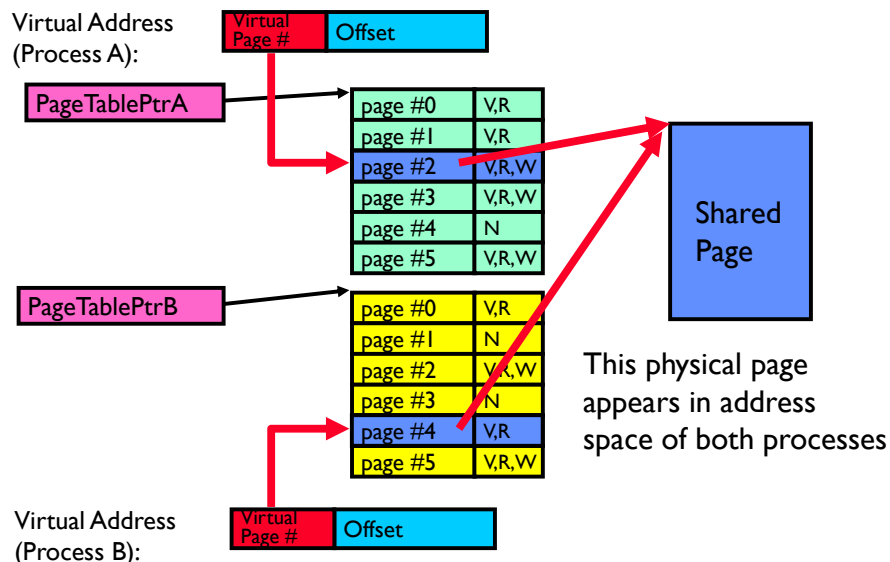 Virtual Address
(Process A):
Virtual
Page #
Offset
PageTablePtrA
page #0 V,R
page #1 V,R
page #2 V,R,W
page #3 V,R,W
page #4 N
page #5 V,R,W
Shared
Page
PageTablePtrB
page #0 V,R
page #1 N
page #2 V,R,W
page #3 N
page #4 V,R
page #5 V,R,W
This physical page
appears in address
space of both processes
Virtual Address
(Process B):
Virtual
Page #
Offset